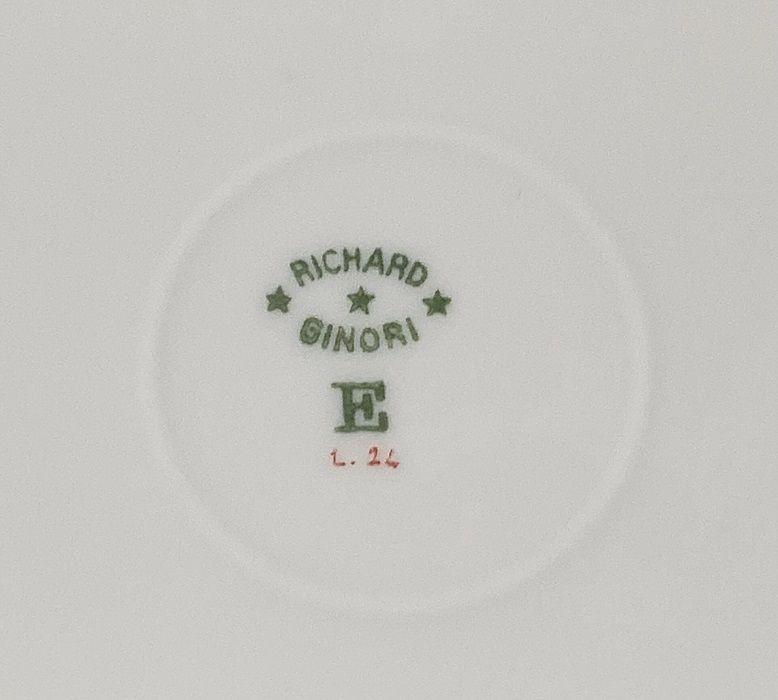 RICHARD
★ ★ ★
GINORI
E
L. 24